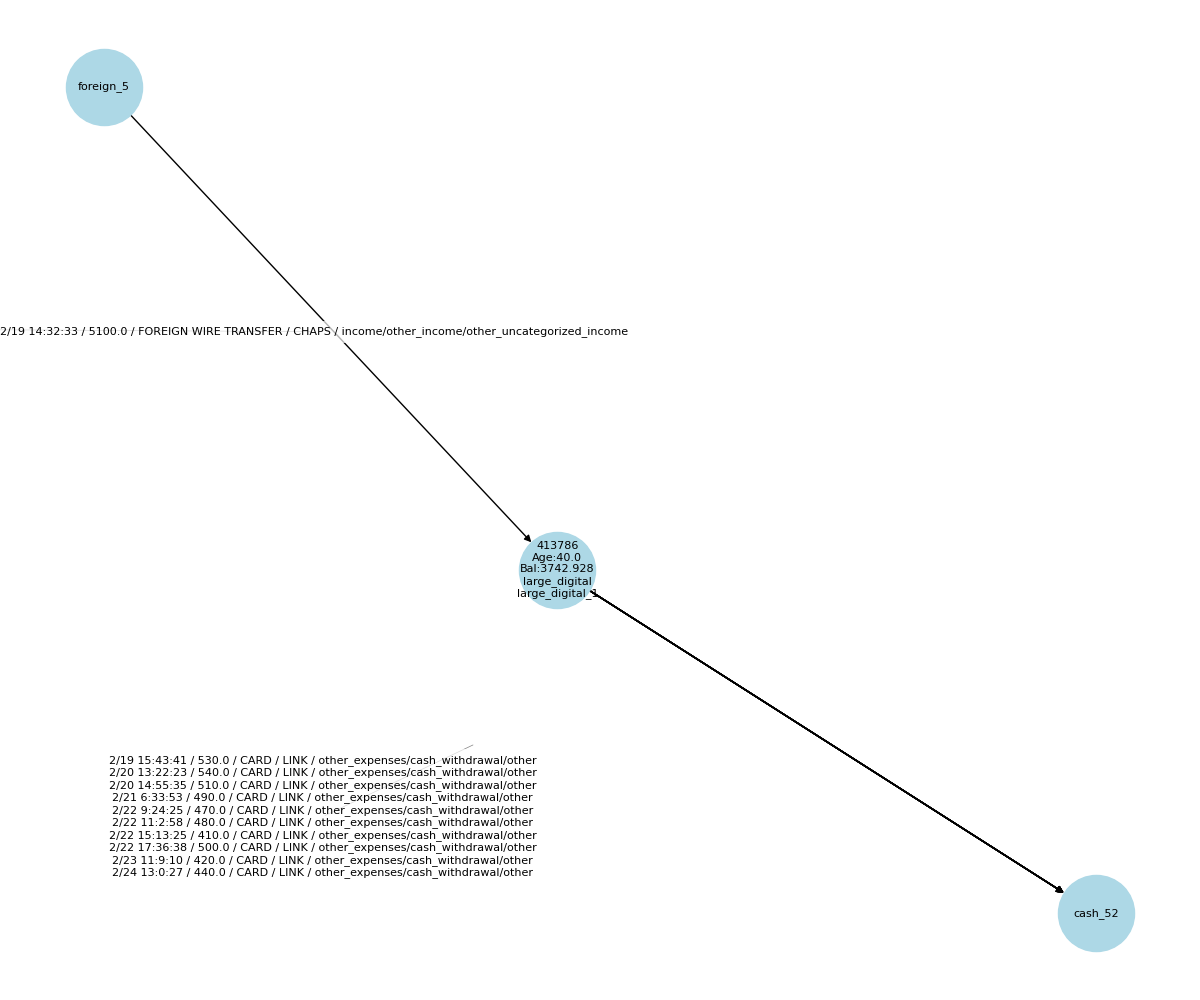 foreign_5
2/19 14:32:33 / 5100.0 / FOREIGN WIRE TRANSFER / CHAPS / income/other_income/other_uncategorized_income
413786
Age:40.0
Bal:3742.928
large_digital
large_digital_1
2/19 15:43:41 / 530.0 / CARD / LINK / other_expenses/cash_withdrawal/other
2/20 13:22:23 / 540.0 / CARD / LINK / other_expenses/cash_withdrawal/other
2/20 14:55:35 / 510.0 / CARD / LINK / other_expenses/cash_withdrawal/other
2/21 6:33:53 / 490.0 / CARD / LINK / other_expenses/cash_withdrawal/other
2/22 9:24:25 / 470.0 / CARD / LINK / other_expenses/cash_withdrawal/other
2/22 11:2:58 / 480.0 / CARD / LINK / other_expenses/cash_withdrawal/other
2/22 15:13:25 / 410.0 / CARD / LINK / other_expenses/cash_withdrawal/other
2/22 17:36:38 / 500.0 / CARD / LINK / other_expenses/cash_withdrawal/other
2/23 11:9:10 / 420.0 / CARD / LINK / other_expenses/cash_withdrawal/other
2/24 13:0:27 / 440.0 / CARD / LINK / other_expenses/cash_withdrawal/other
cash_52